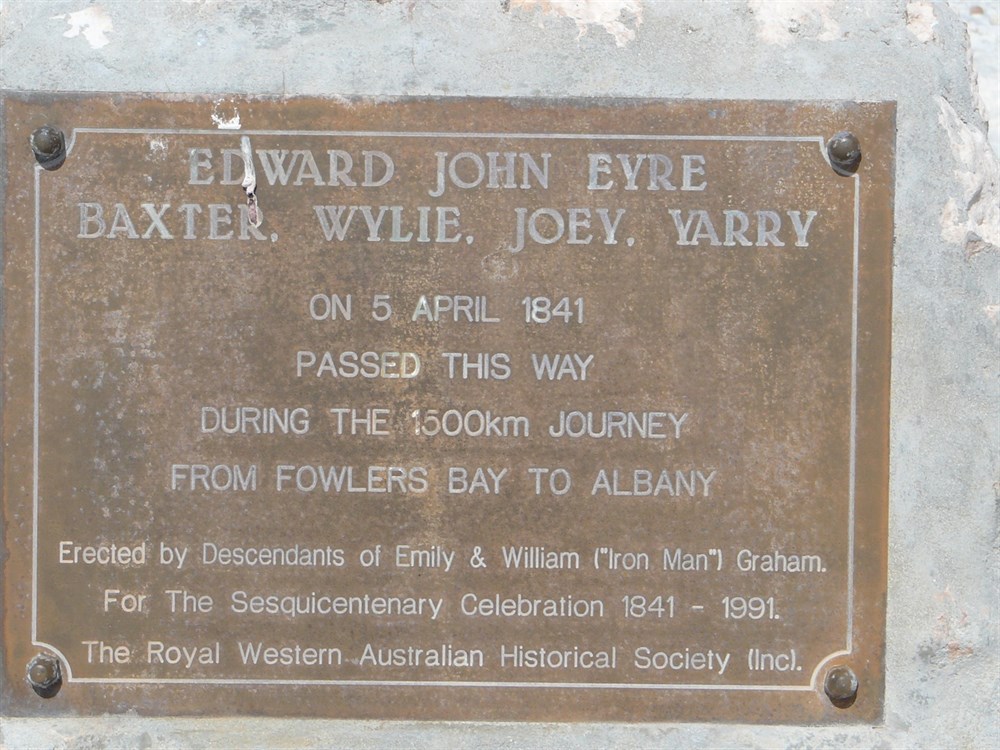 EDWARD JOHN EYRE
BAXTER, WYLIE, JOEY, YARRY
ON 5 APRIL 1841
PASSED THIS WAY
DURING THE 1500km JOURNEY
FROM FOWLERS BAY TO ALBANY
Erected by Descendants of Emily & William ("Iron Man") Graham.
For The Sesquicentenary Celebration 1841 - 1991.
The Royal Western Australian Historical Society (Inc).